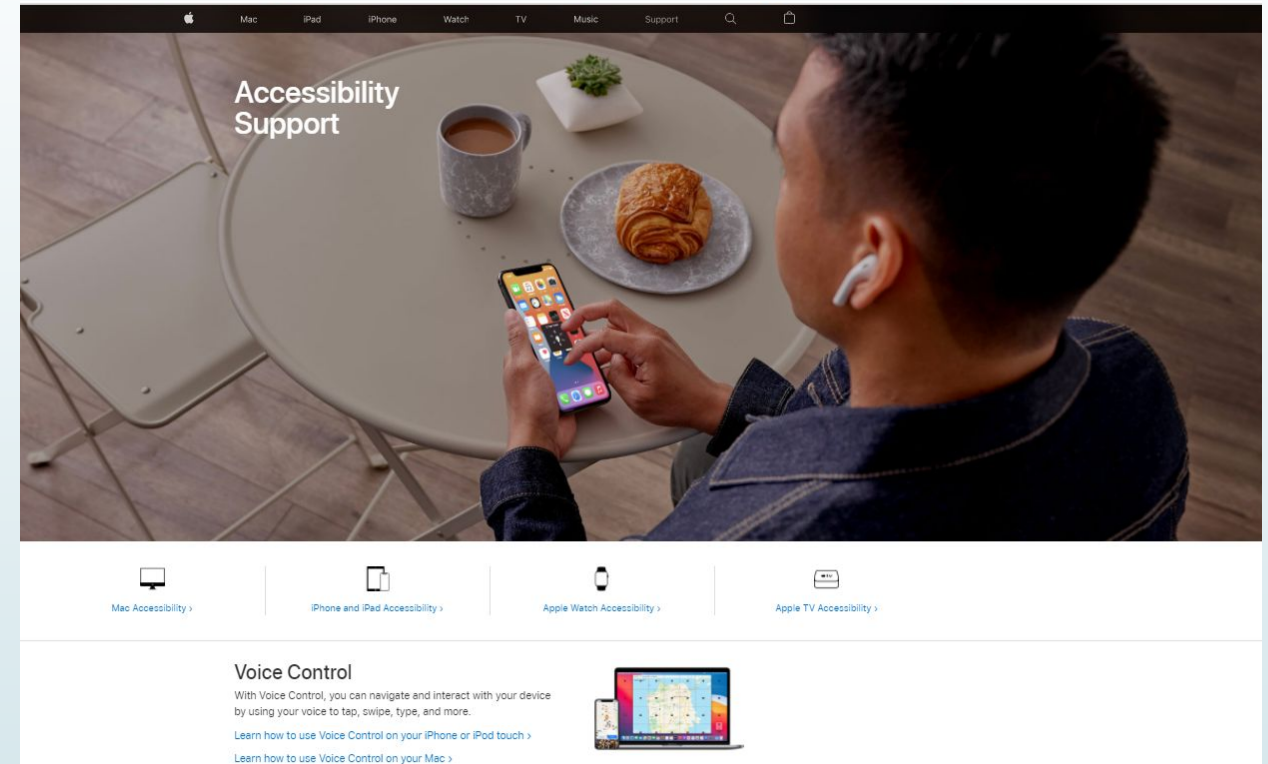 Mac iPad iPhone Watch TV Music Support
Accessibility
Support
Mac Accessibility ›
iPhone and iPad Accessibility ›
Apple Watch Accessibility ›
tv
Apple TV Accessibility ›
Voice Control
With Voice Control, you can navigate and interact with your device
by using your voice to tap, swipe, type, and more.
Learn how to use Voice Control on your iPhone or iPod touch ›
Learn how to use Voice Control on your Mac ›